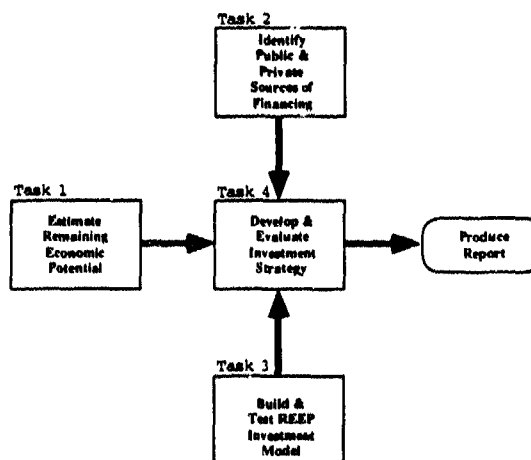 Task 2
Identify
Public &
Private
Sources of
Financing
Task 1
Estimate
Remaining
Economic
Potential
Task 4
Develop &
Evaluate
Investment
Strategy
Produce
Report
Task 3
Build &
Test REEP
Investment
Model